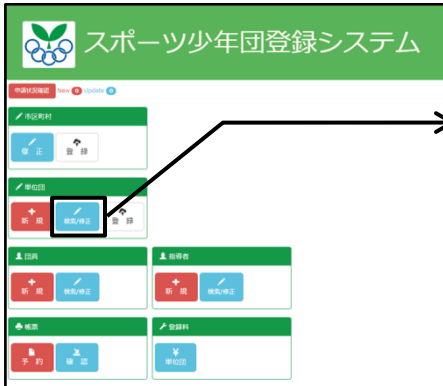 スポーツ少年団登録システム
申請状況確認 New 0 Update 0
市区町村
修 正 登 録
単位団
新 規 検索/修正 登 録
団員 指導者
新 規 検索/修正 新 規 検索/修正
帳票 登録料
予 約 確 認 ¥ 単位団